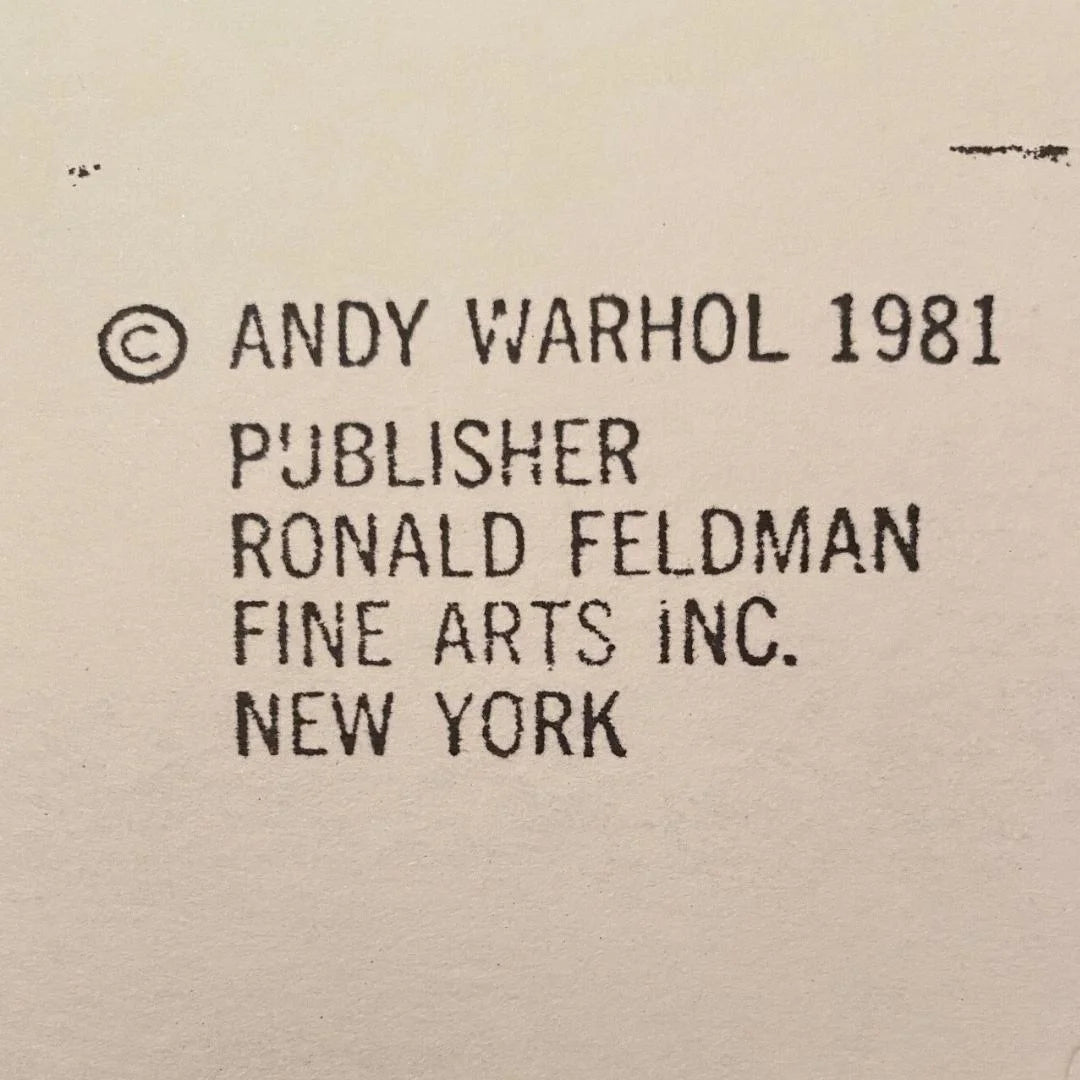 © ANDY WARHOL 1981
PUBLISHER
RONALD FELDMAN
FINE ARTS INC.
NEW YORK